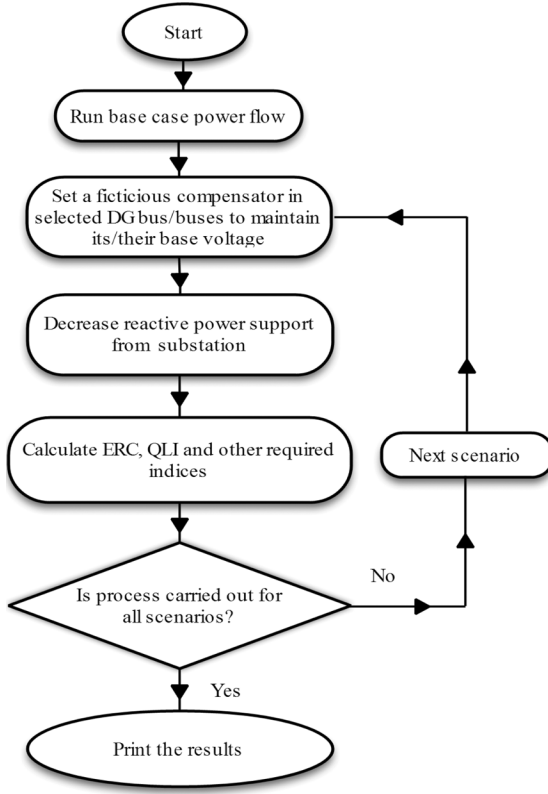 Start
Run base case power flow
Set a ficticious compensator in
selected DG bus/buses to maintain
its/their base voltage
Decrease reactive power support
from substation
Calculate ERC, QLI and other required
indices
Next scenario
Is process carried out for
all scenarios?
No
Yes
Print the results